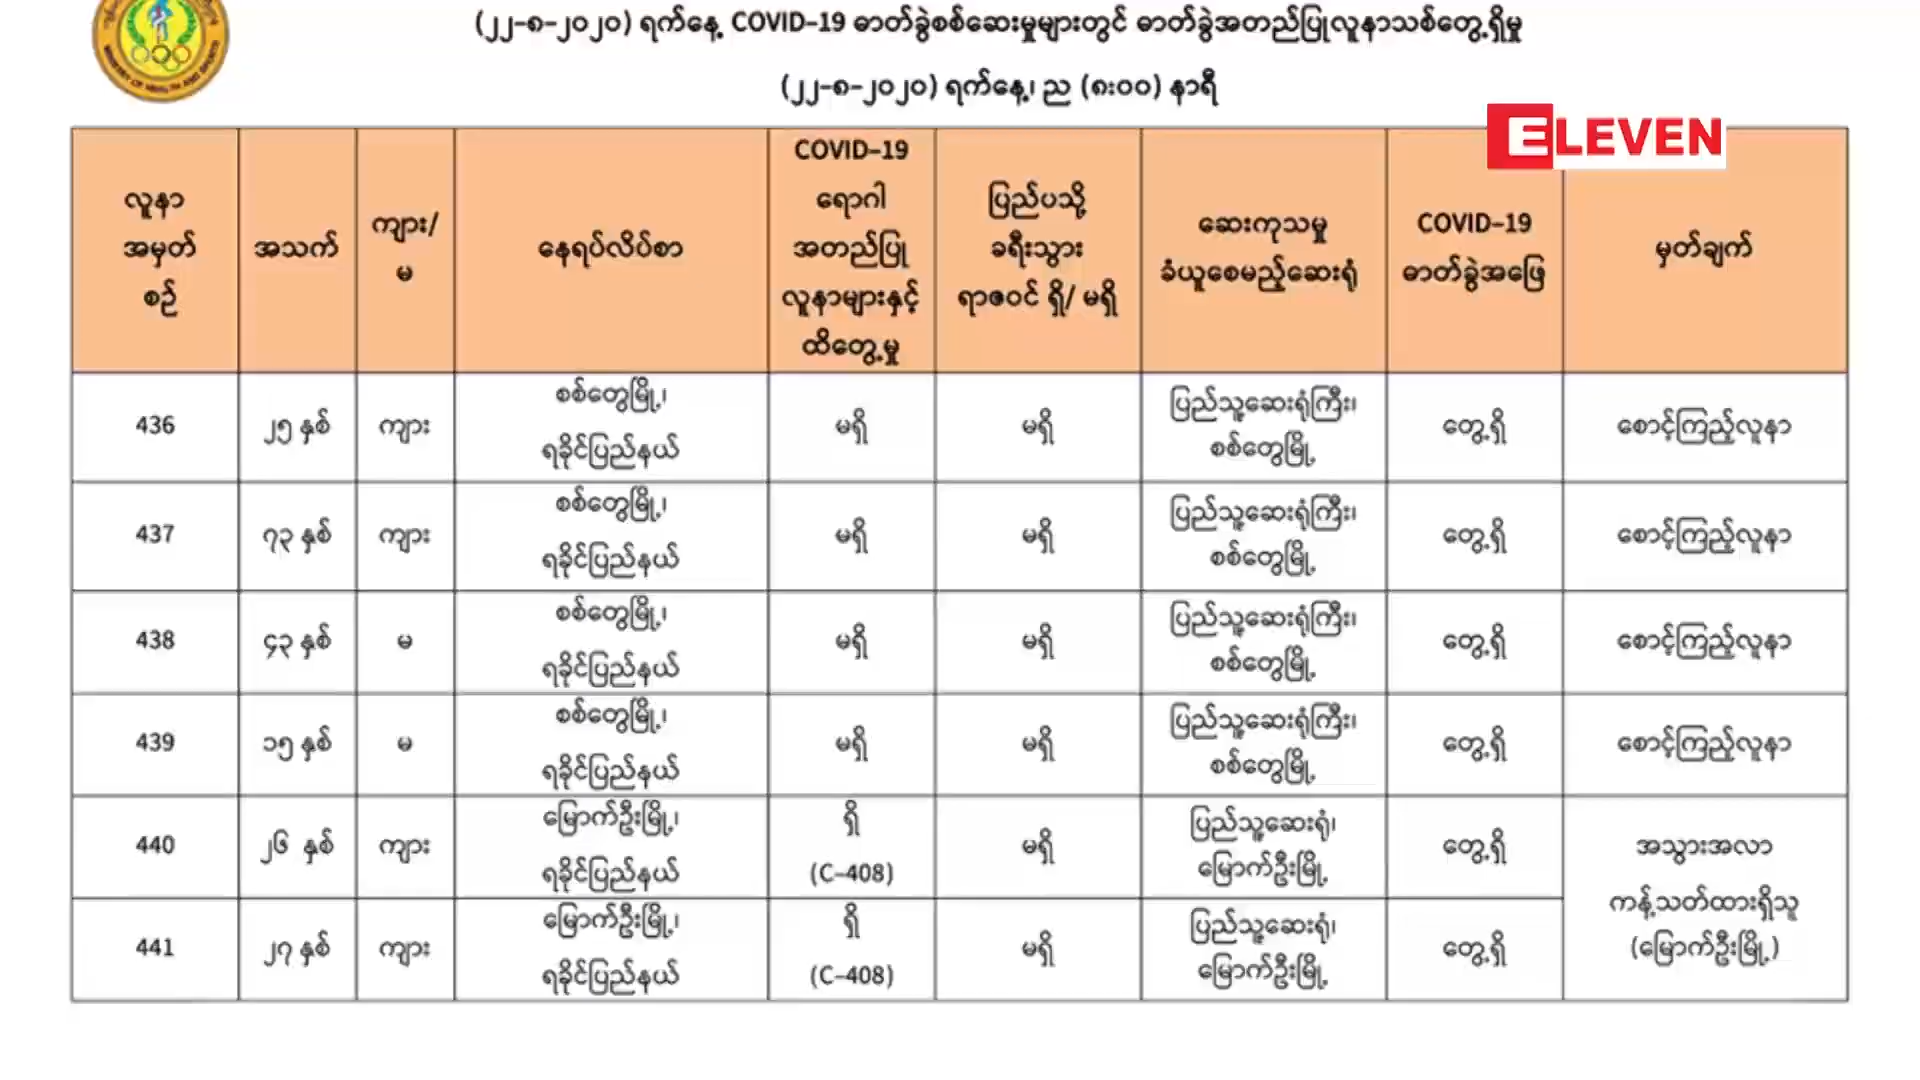 (၂၂-၈-၂၀၂၀) ရက်နေ့ COVID-19 ဓာတ်ခွဲစစ်ဆေးမှုများတွင် ဓာတ်ခွဲအတည်ပြုလူနာသစ်တွေ့ရှိမှု
(၂၂-၈-၂၀၂၀) ရက်နေ့၊ ည (၈းဝဝ) နာရီ
ELEVEN
လူနာ
အမှတ်
စဉ်
အသက်
ကျား/
မ
နေရပ်လိပ်စာ
COVID-19
ရောဂါ
အတည်ပြု
လူနာများနှင့်
ထိတွေ့မှု
ပြည်ပသို့
ခရီးသွား
ရာဇဝင် ရှိ/ မရှိ
ဆေးကုသမှု
ခံယူစေမည့်ဆေးရုံ
COVID-19
ဓာတ်ခွဲအဖြေ
မှတ်ချက်
436
၂၅ နှစ်
ကျား
စစ်တွေမြို့၊
ရခိုင်ပြည်နယ်
မရှိ
မရှိ
ပြည်သူ့ဆေးရုံကြီး၊
စစ်တွေမြို့
တွေ့ရှိ
စောင့်ကြည့်လူနာ
437
၇၃ နှစ်
ကျား
စစ်တွေမြို့၊
ရခိုင်ပြည်နယ်
မရှိ
မရှိ
ပြည်သူ့ဆေးရုံကြီး၊
စစ်တွေမြို့
တွေ့ရှိ
စောင့်ကြည့်လူနာ
438
၄၃ နှစ်
မ
စစ်တွေမြို့၊
ရခိုင်ပြည်နယ်
မရှိ
မရှိ
ပြည်သူ့ဆေးရုံကြီး၊
စစ်တွေမြို့
တွေ့ရှိ
စောင့်ကြည့်လူနာ
439
၁၅ နှစ်
မ
စစ်တွေမြို့၊
ရခိုင်ပြည်နယ်
မရှိ
မရှိ
ပြည်သူ့ဆေးရုံကြီး၊
စစ်တွေမြို့
တွေ့ရှိ
စောင့်ကြည့်လူနာ
440
၂၆ နှစ်
ကျား
မြောက်ဦးမြို့၊
ရခိုင်ပြည်နယ်
ရှိ
(C-408)
မရှိ
ပြည်သူ့ဆေးရုံ၊
မြောက်ဦးမြို့
တွေ့ရှိ
အသွားအလာ
ကန့်သတ်ထားရှိသူ
(မြောက်ဦးမြို့)
441
၂၇ နှစ်
ကျား
မြောက်ဦးမြို့၊
ရခိုင်ပြည်နယ်
ရှိ
(C-408)
မရှိ
ပြည်သူ့ဆေးရုံ၊
မြောက်ဦးမြို့
တွေ့ရှိ